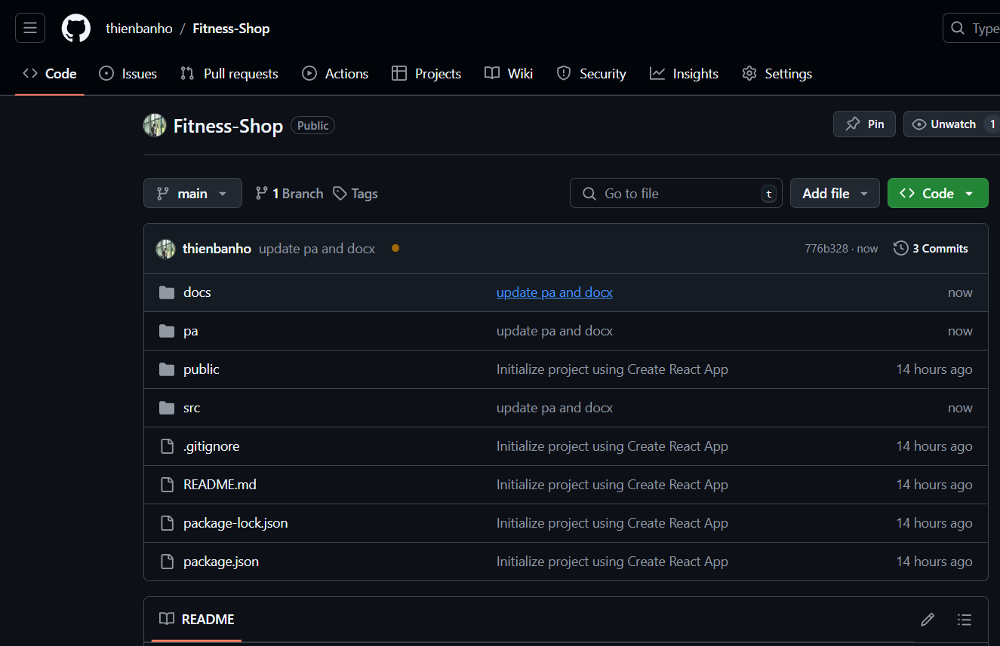 thienbanho / Fitness-Shop
Type
Code Issues Pull requests Actions Projects Wiki Security Insights Settings
Fitness-Shop Public Pin Unwatch 1
main 1 Branch Tags Go to file t Add file Code
thienbanho update pa and docx 776b328 · now 3 Commits
docs update pa and docx now
pa update pa and docx now
public Initialize project using Create React App 14 hours ago
src update pa and docx now
.gitignore Initialize project using Create React App 14 hours ago
README.md Initialize project using Create React App 14 hours ago
package-lock.json Initialize project using Create React App 14 hours ago
package.json Initialize project using Create React App 14 hours ago
README